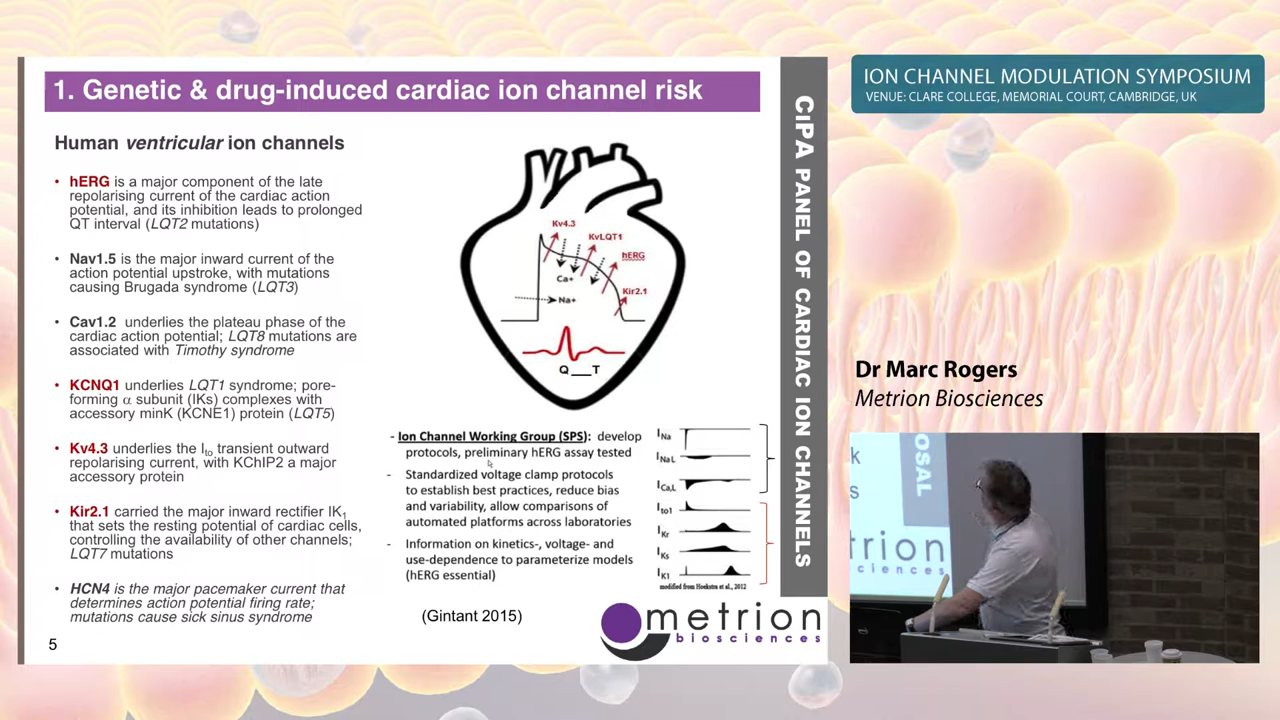 1. Genetic & drug-induced cardiac ion channel risk
Human ventricular ion channels
• hERG is a major component of the late
repolarising current of the cardiac action
potential, and its inhibition leads to prolonged
QT interval (LQT2 mutations)
• Nav1.5 is the major inward current of the
action potential upstroke, with mutations
causing Brugada syndrome (LQT3)
• Cav1.2 underlies the plateau phase of the
cardiac action potential; LQT8 mutations are
associated with Timothy syndrome
• KCNQ1 underlies LQT1 syndrome; pore-
forming α subunit (IKs) complexes with
accessory minK (KCNE1) protein (LQT5)
• Kv4.3 underlies the Ito transient outward
repolarising current, with KChIP2 a major
accessory protein
• Kir2.1 carried the major inward rectifier IK1
that sets the resting potential of cardiac cells,
controlling the availability of other channels;
LQT7 mutations
• HCN4 is the major pacemaker current that
determines action potential firing rate;
mutations cause sick sinus syndrome
5
Kv4.3
KvLQT1
hERG
Ca+
Kir2.1
Na+
Q___T
- Ion Channel Working Group (SPS): develop
protocols, preliminary hERG assay tested
- Standardized voltage clamp protocols
to establish best practices, reduce bias
and variability, allow comparisons of
automated platforms across laboratories
- Information on kinetics-, voltage- and
use-dependence to parameterize models
(hERG essential)
(Gintant 2015)
INa
INaL
ICa,L
Ito1
IKr
IKs
IK1
modified from Hoekstra et al., 2012
metrion
biosciences
CiPA PANEL OF CARDIAC ION CHANNELS
ION CHANNEL MODULATION SYMPOSIUM
VENUE: CLARE COLLEGE, MEMORIAL COURT, CAMBRIDGE, UK
Dr Marc Rogers
Metrion Biosciences
OSAL
k
s
trion
ciences